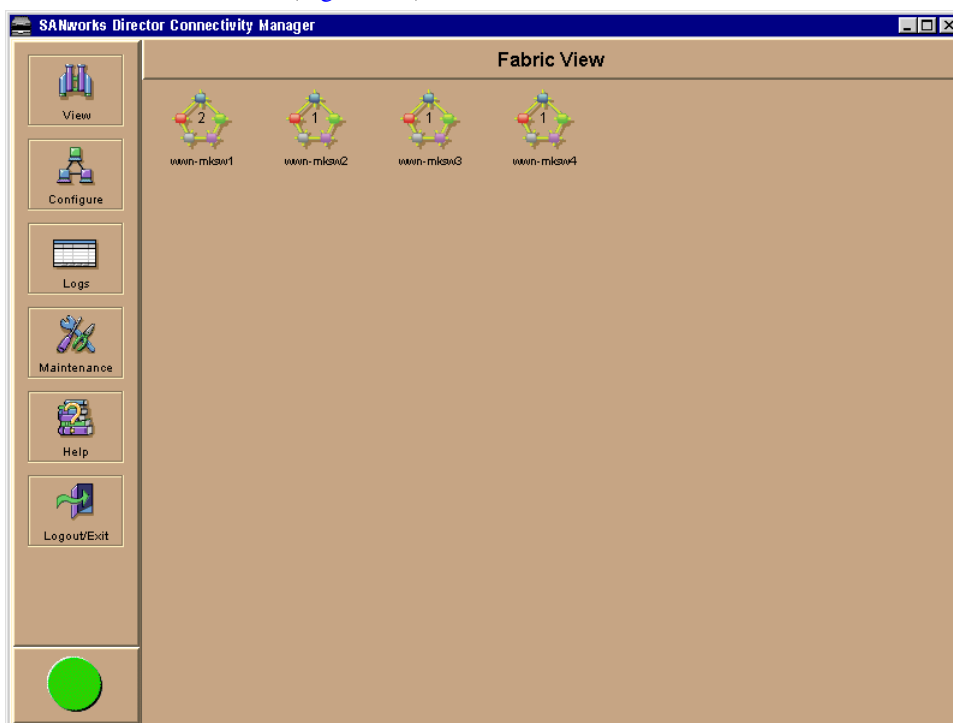 SANworks Director Connectivity Manager
Fabric View
View
Configure
Logs
Maintenance
Help
Logout/Exit
2
1
1
1
wwn-mksw1
wwn-mksw2
wwn-mksw3
wwn-mksw4